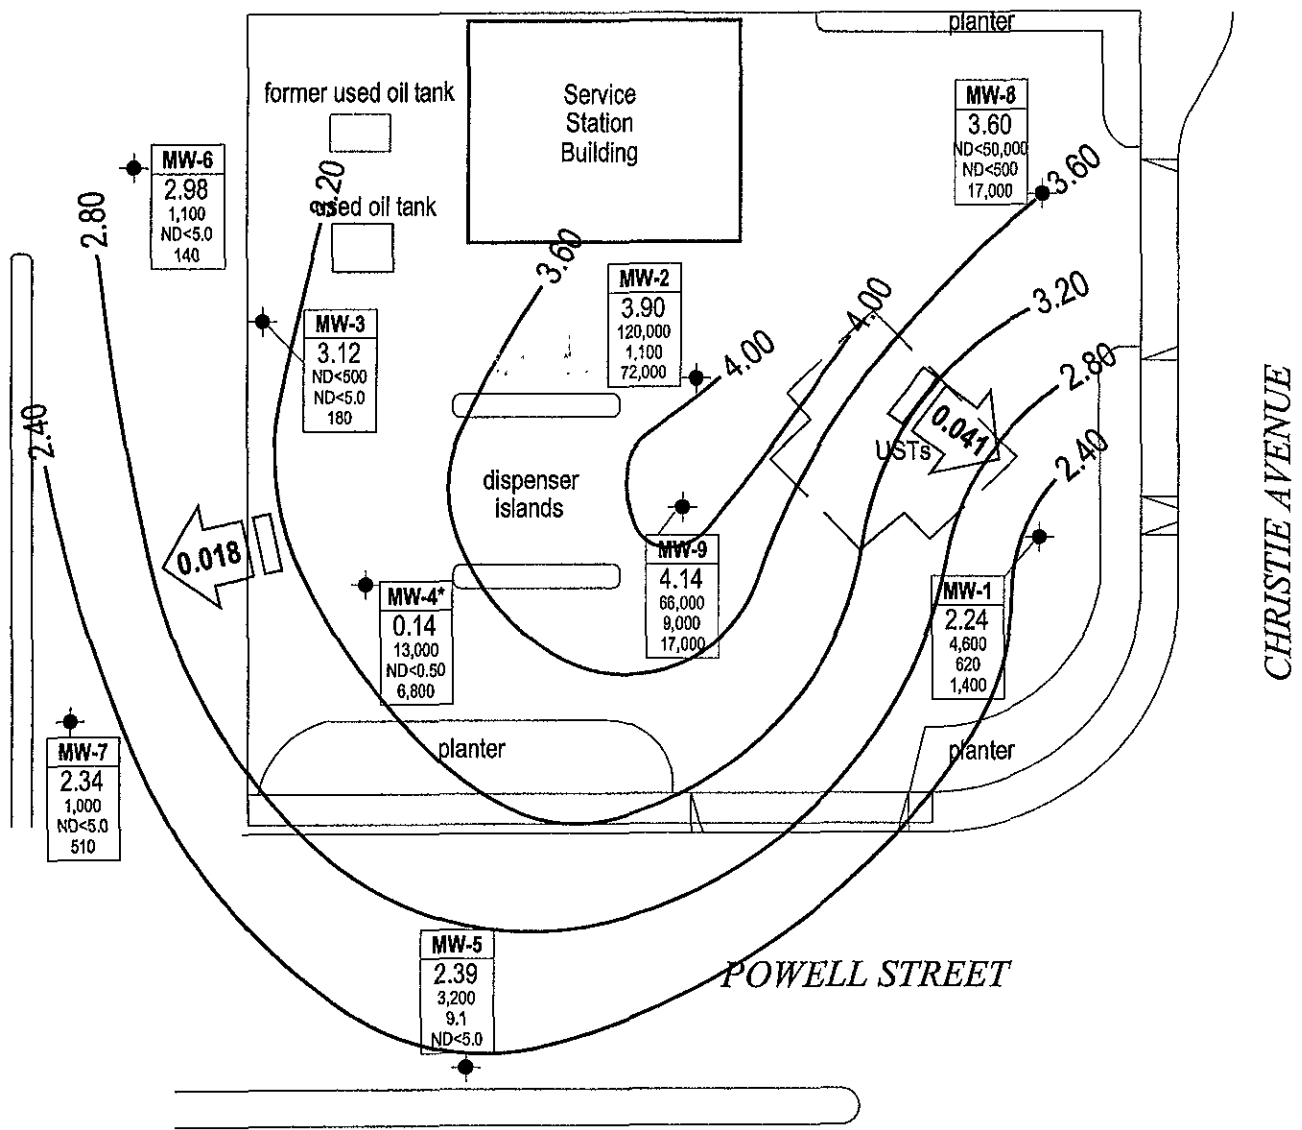 planter
former used oil tank
Service
Station
Building
MW-8
3.60
ND<50,000
ND<500
17,000
3.60
MW-6
2.98
1,100
ND<5.0
140
2.80
3.20
used oil tank
3.60
MW-2
3.90
120,000
1,100
72,000
4.00
4.00
3.20
MW-3
3.12
ND<500
ND<5.0
180
2.80
2.40
0.041
USTs
2.40
dispenser
islands
CHRISTIE AVENUE
0.018
MW-9
4.14
66,000
9,000
17,000
MW-4*
0.14
13,000
ND<0.50
6,800
MW-1
2.24
4,600
620
1,400
planter
planter
MW-7
2.34
1,000
ND<5.0
510
MW-5
2.39
3,200
9.1
ND<5.0
POWELL STREET